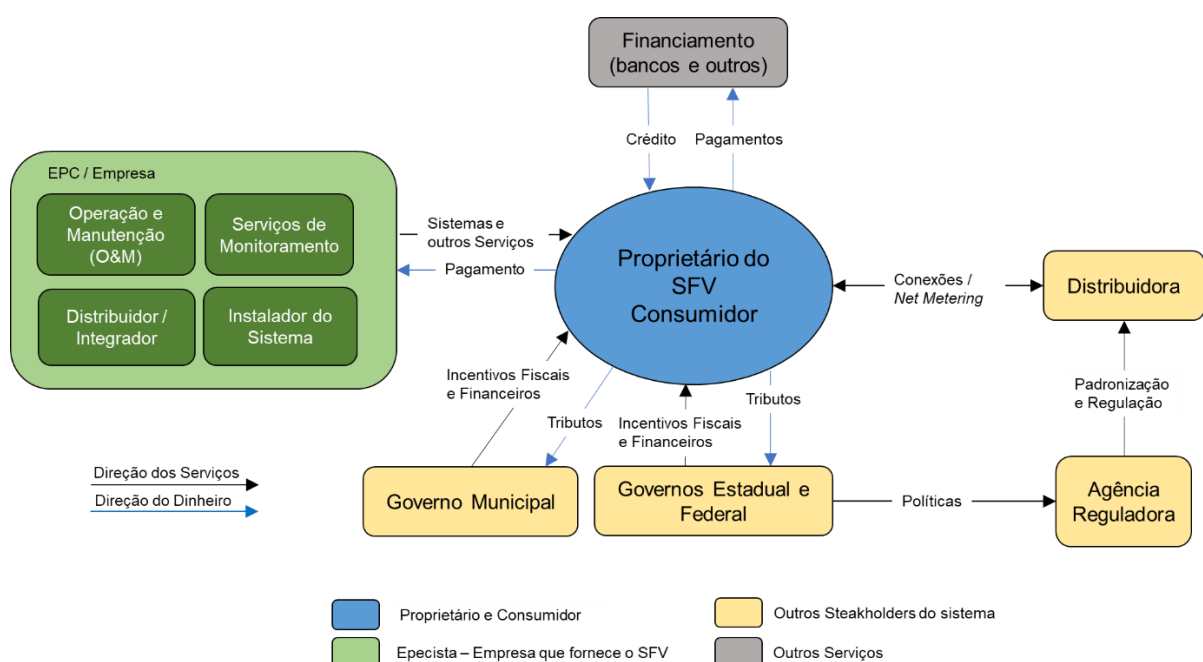 Financiamento
(bancos e outros)
Crédito
Pagamentos
EPC / Empresa
Operação e
Manutenção
(O&M)
Serviços de
Monitoramento
Distribuidor /
Integrador
Instalador do
Sistema
Sistemas e
outros Serviços
Pagamento
Proprietário do
SFV
Consumidor
Conexões /
Net Metering
Distribuidora
Incentivos Fiscais
e Financeiros
Tributos
Incentivos Fiscais
e Financeiros
Tributos
Padronização
e Regulação
Direção dos Serviços
Direção do Dinheiro
Governo Municipal
Governos Estadual e
Federal
Políticas
Agência
Reguladora
Proprietário e Consumidor
Outros Steakholders do sistema
Epecista – Empresa que fornece o SFV
Outros Serviços